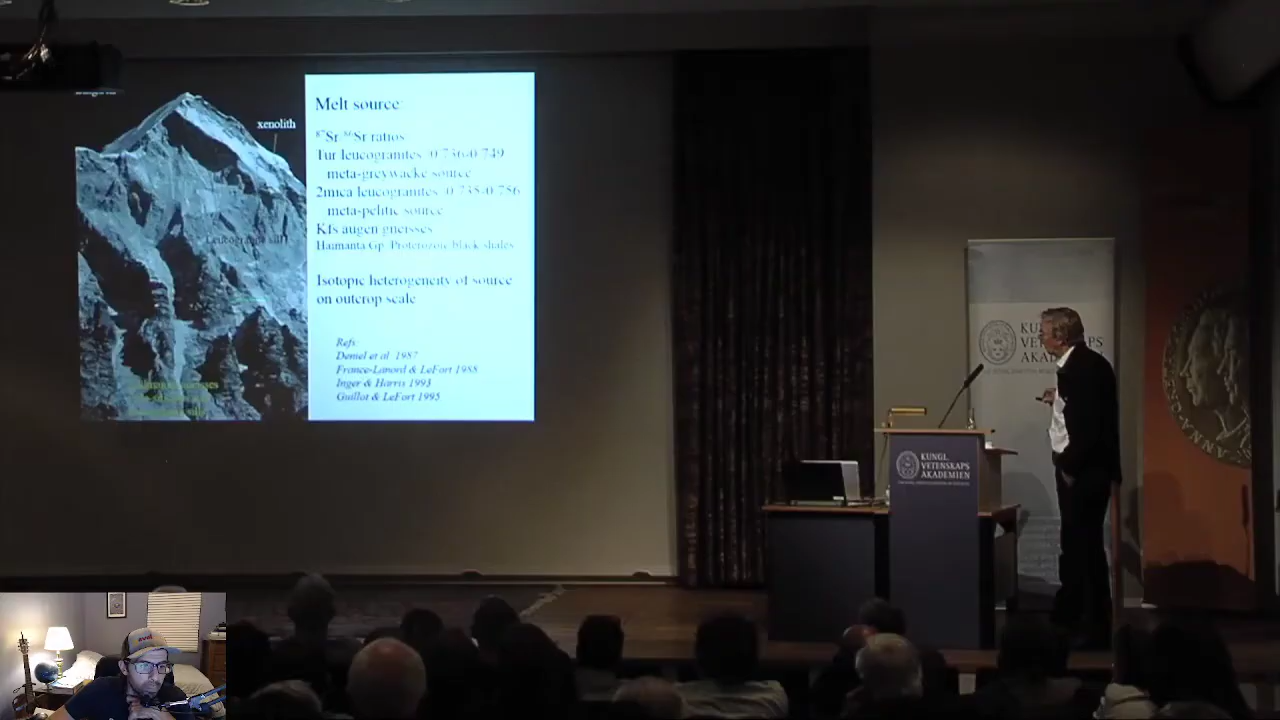 xenolith
Leucogranite sill
Melt source:
⁸⁷Sr/⁸⁶Sr ratios
Tur leucogranites 0.736-0.749
meta-greywacke source
2mica leucogranites 0.735-0.756
meta-pelitic source
Kfs augen gneisses
Haimanta Gp. Proterozoic black shales
Isotopic heterogeneity of source
on outcrop scale
Refs
Deniel et al. 1987
France-Lanord & LeFort 1988
Inger & Harris 1993
Guillot & LeFort 1995
KUNGL.
VETENSKAPS
AKADEMIEN